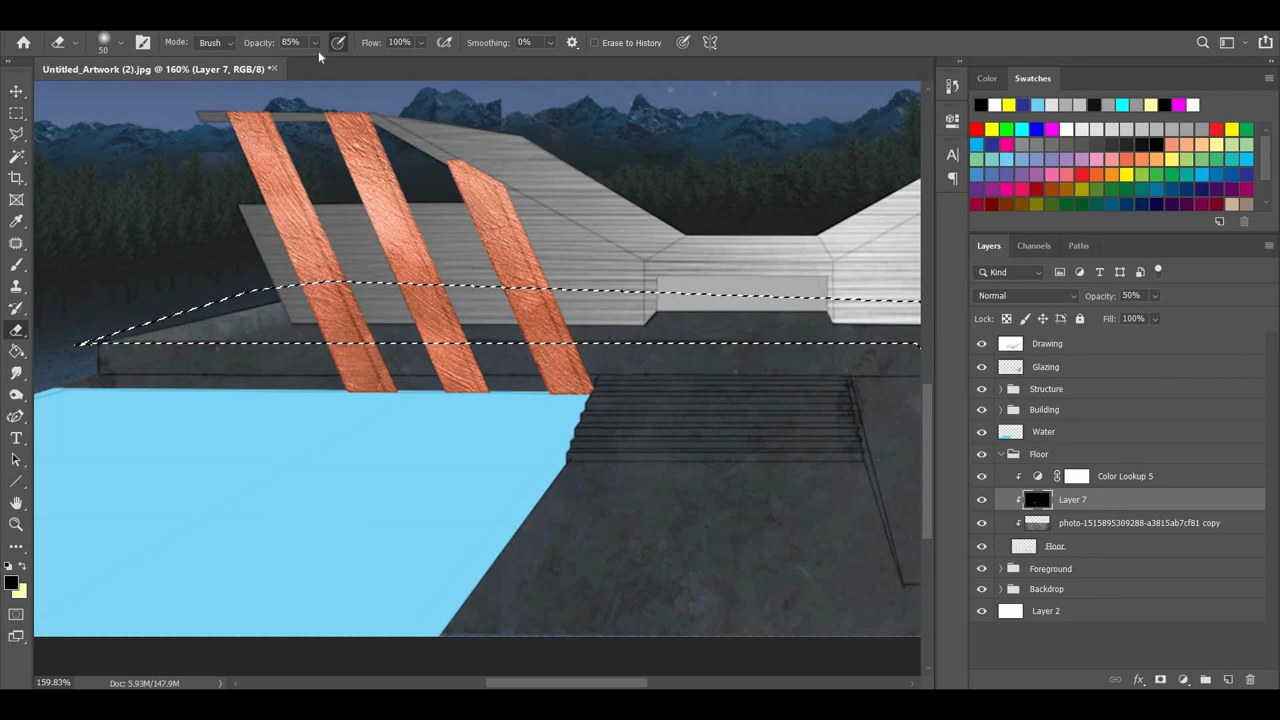 50 Mode: Brush Opacity: 85% Flow: 100% Smoothing: 0% Erase to History
Untitled_Artwork (2).jpg @ 160% (Layer 7, RGB/8) *
Color Swatches
Layers Channels Paths
Kind
Normal Opacity: 50%
Lock: Fill: 100%
Drawing
Glazing
Structure
Building
Water
Floor
Color Lookup 5
Layer 7
photo-1515895309288-a3815ab7cf81 copy
Floor
Foreground
Backdrop
Layer 2
159.83% Doc: 5.93M/147.9M